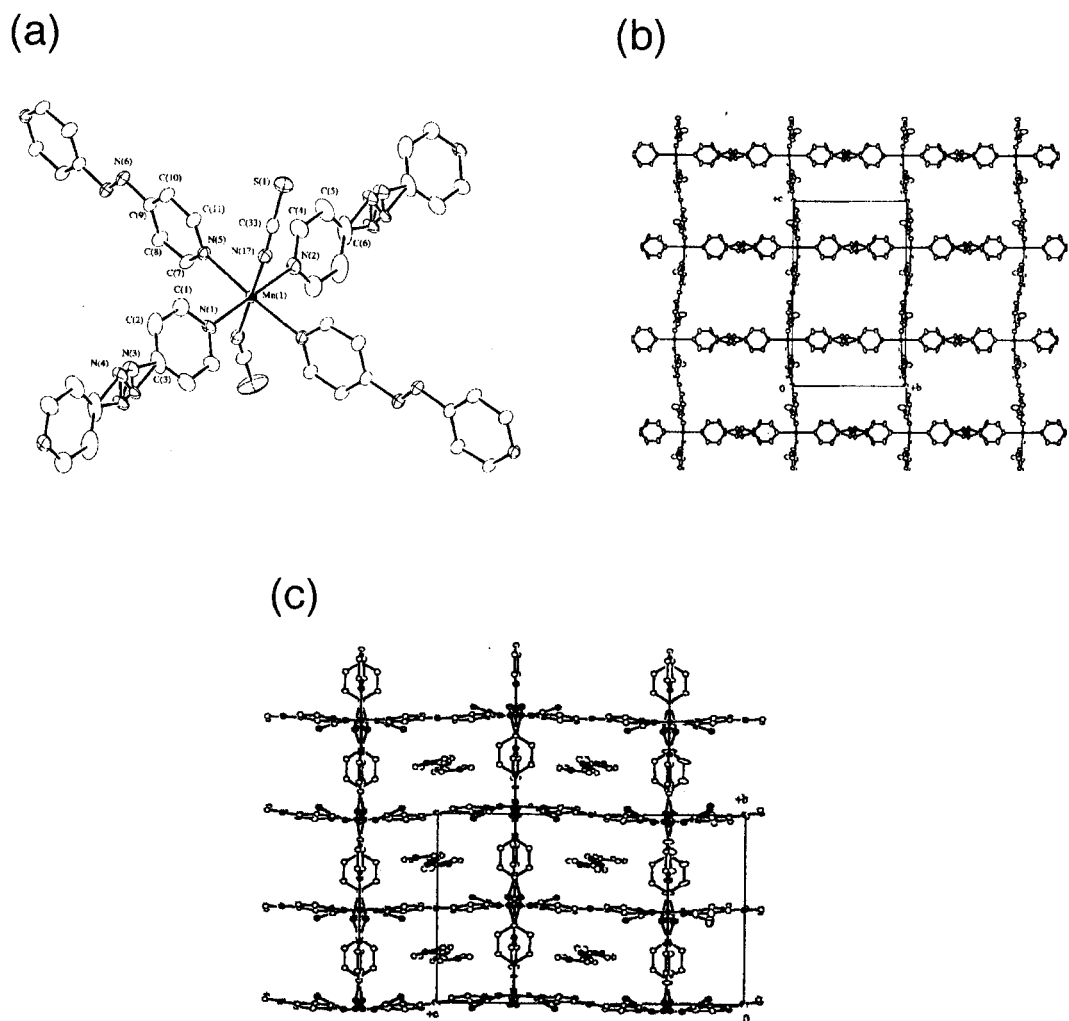 (a)
(b)
N(6)
C(10)
C(9)
C(11)
C(8)
N(5)
C(7)
S(1)
C(33)
N(17)
C(5)
C(4)
C(6)
N(2)
Mn(1)
C(1)
N(1)
C(2)
N(3)
N(4)
C(3)
+c
0
+b
(c)
+b
0